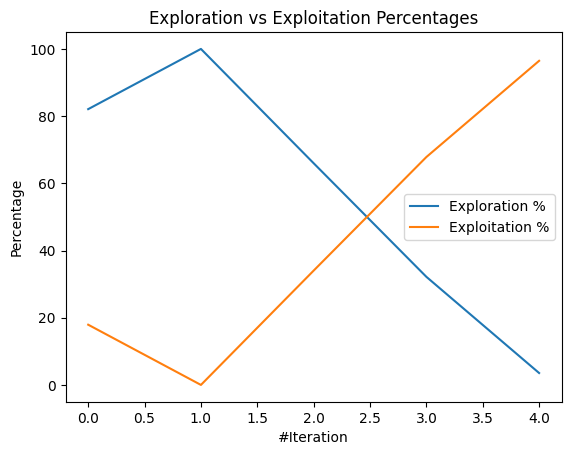 Exploration vs Exploitation Percentages
100
80
60
40
20
0
Percentage
Exploration %
Exploitation %
0.0 0.5 1.0 1.5 2.0 2.5 3.0 3.5 4.0
#Iteration